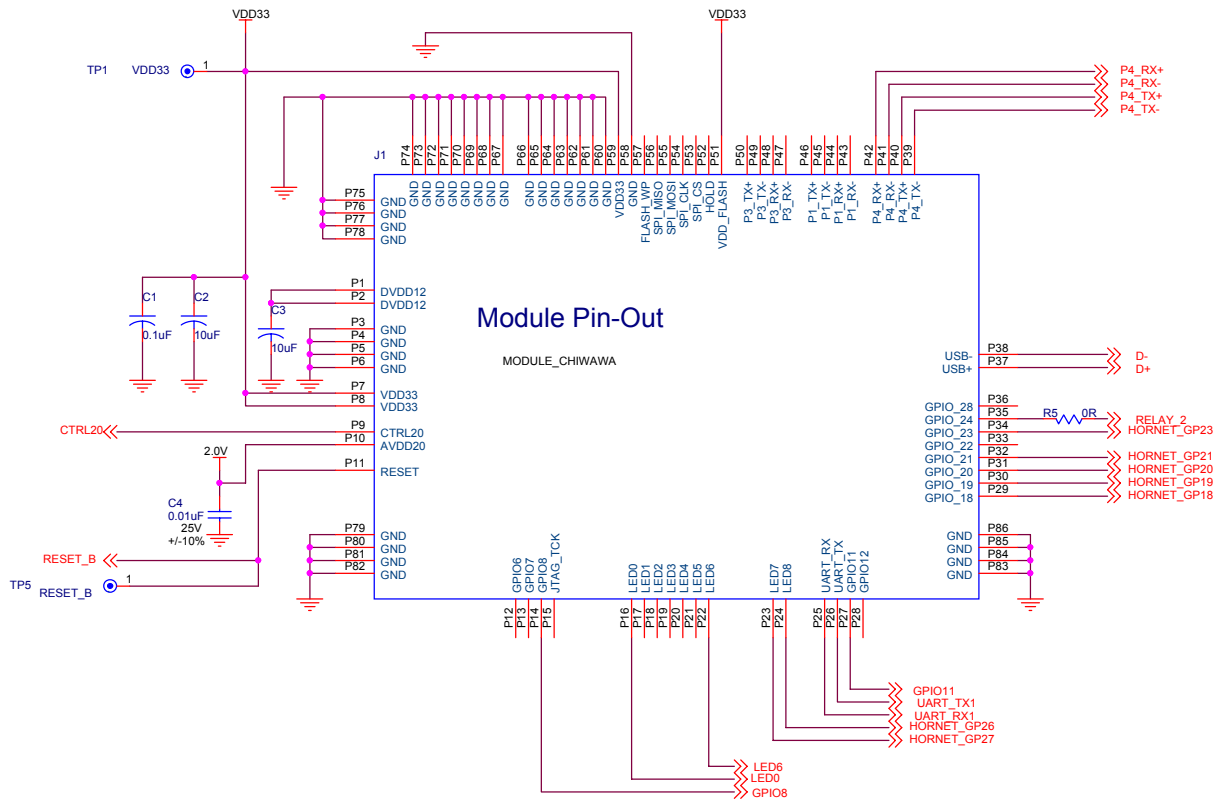 VDD33
VDD33
TP1 VDD33 1
P4_RX+
P4_RX-
P4_TX+
P4_TX-
J1
P74 P73 P72 P71 P70 P69 P68 P67 P66 P65 P64 P63 P62 P61 P60 P59 P58 P57 P56 P55 P54 P53 P52 P51 P50 P49 P48 P47 P46 P45 P44 P43 P42 P41 P40 P39
GND GND GND GND GND GND GND GND GND GND GND GND GND GND GND VDD33 GND FLASH_WP SPI_MISO SPI_MOSI SPI_CLK SPI_CS HOLD VDD_FLASH P3_TX+ P3_TX- P3_RX+ P3_RX- P1_TX+ P1_TX- P1_RX+ P1_RX- P4_RX+ P4_RX- P4_TX+ P4_TX-
P75 GND
P76 GND
P77 GND
P78 GND
P1 DVDD12
P2 DVDD12
C1
0.1uF
C2
10uF
C3
10uF
Module Pin-Out
MODULE_CHIWAWA
P3 GND
P4 GND
P5 GND
P6 GND
P7 VDD33
P8 VDD33
CTRL20 P9 CTRL20
P10 AVDD20
2.0V
P11 RESET
C4
0.01uF
25V
+/-10%
P79 GND
P80 GND
P81 GND
P82 GND
RESET_B
TP5 RESET_B 1
USB- P38 D-
USB+ P37 D+
GPIO_28 P36
GPIO_24 P35 R5 0R RELAY_2
GPIO_23 P34 HORNET_GP23
GPIO_22 P33
GPIO_21 P32 HORNET_GP21
GPIO_20 P31 HORNET_GP20
GPIO_19 P30 HORNET_GP19
GPIO_18 P29 HORNET_GP18
GND P86
GND P85
GND P84
GND P83
GPIO6 GPIO7 GPIO8 JTAG_TCK LED0 LED1 LED2 LED3 LED4 LED5 LED6 LED7 LED8 UART_RX UART_TX GPIO11 GPIO12
P12 P13 P14 P15 P16 P17 P18 P19 P20 P21 P22 P23 P24 P25 P26 P27 P28
GPIO11
UART_TX1
UART_RX1
HORNET_GP26
HORNET_GP27
LED6
LED0
GPIO8